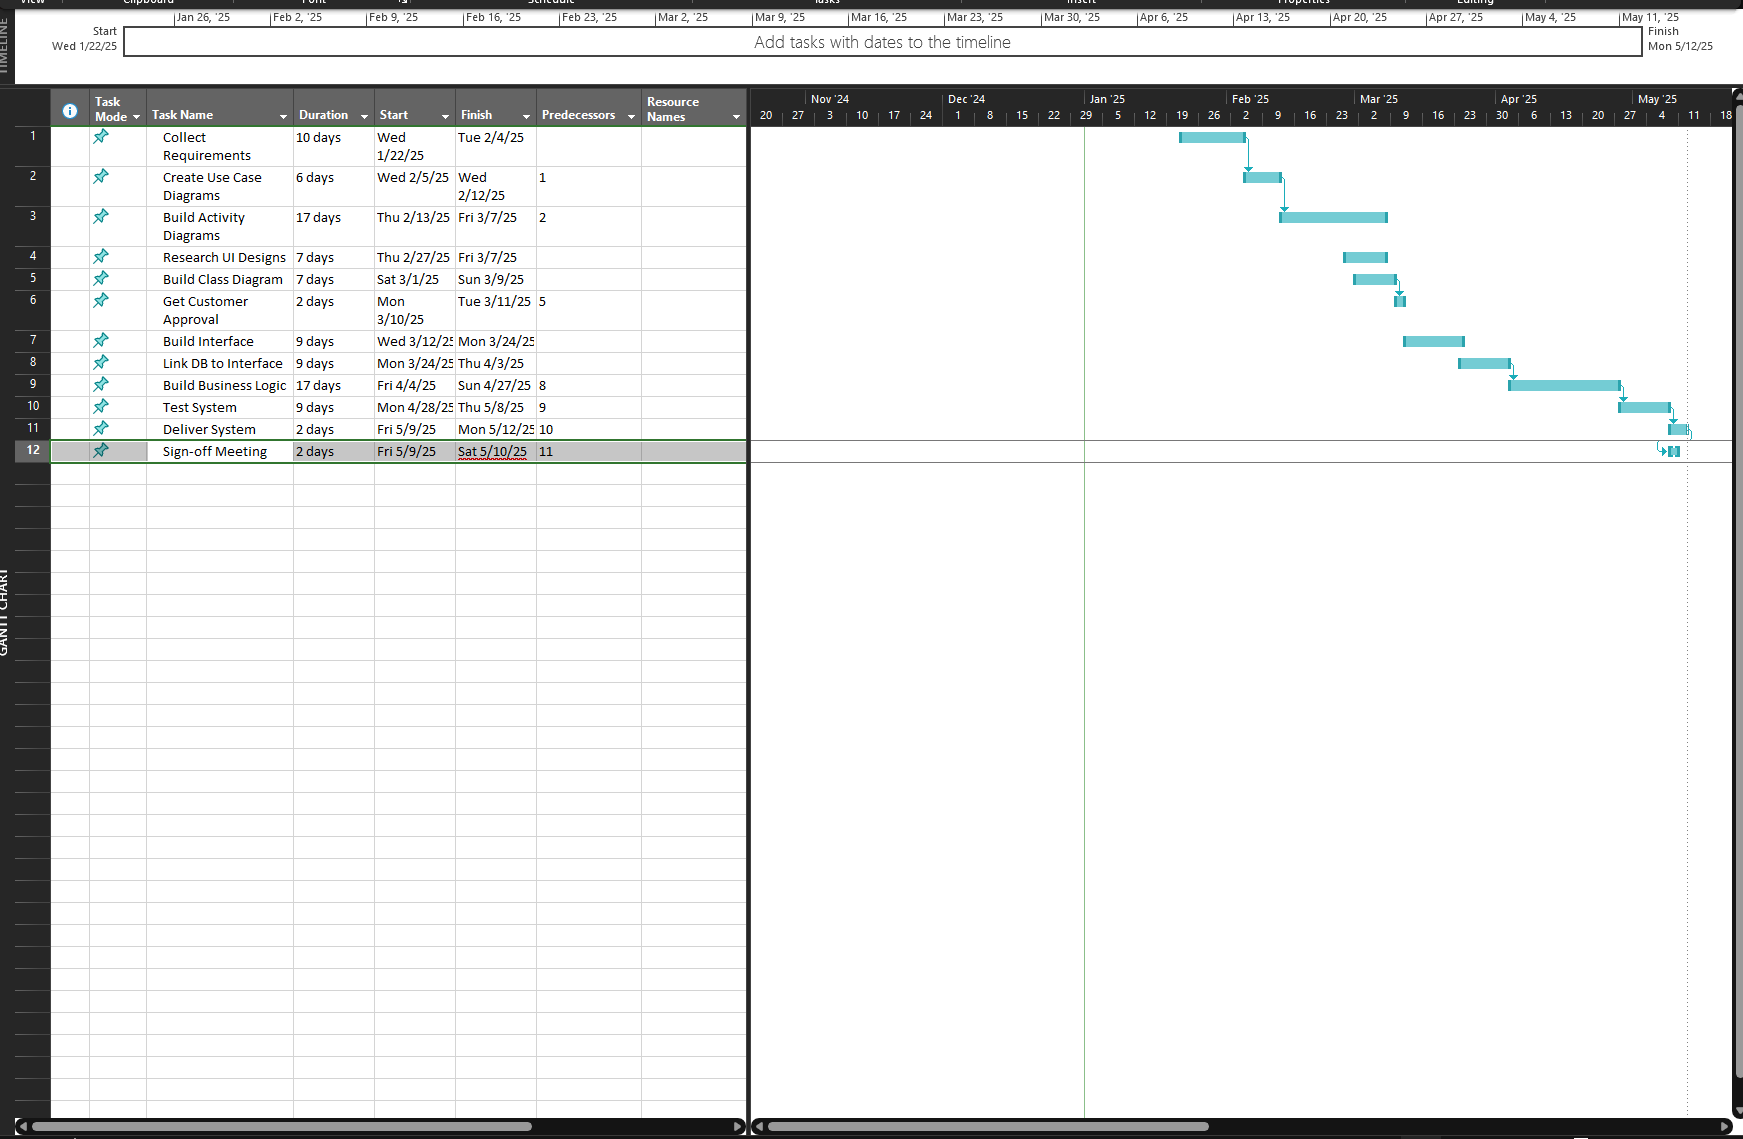 View Clipboard Font Schedule Tasks Insert Properties Editing
TIMELINE
Jan 26, '25 Feb 2, '25 Feb 9, '25 Feb 16, '25 Feb 23, '25 Mar 2, '25 Mar 9, '25 Mar 16, '25 Mar 23, '25 Mar 30, '25 Apr 6, '25 Apr 13, '25 Apr 20, '25 Apr 27, '25 May 4, '25 May 11, '25
Start
Wed 1/22/25
Add tasks with dates to the timeline
Finish
Mon 5/12/25
Task Mode Task Name Duration Start Finish Predecessors Resource Names
Nov '24 Dec '24 Jan '25 Feb '25 Mar '25 Apr '25 May '25
20 27 3 10 17 24 1 8 15 22 29 5 12 19 26 2 9 16 23 2 9 16 23 30 6 13 20 27 4 11 18
1 Collect Requirements 10 days Wed 1/22/25 Tue 2/4/25
2 Create Use Case Diagrams 6 days Wed 2/5/25 Wed 2/12/25 1
3 Build Activity Diagrams 17 days Thu 2/13/25 Fri 3/7/25 2
4 Research UI Designs 7 days Thu 2/27/25 Fri 3/7/25
5 Build Class Diagram 7 days Sat 3/1/25 Sun 3/9/25
6 Get Customer Approval 2 days Mon 3/10/25 Tue 3/11/25 5
7 Build Interface 9 days Wed 3/12/25 Mon 3/24/25
8 Link DB to Interface 9 days Mon 3/24/25 Thu 4/3/25
9 Build Business Logic 17 days Fri 4/4/25 Sun 4/27/25 8
10 Test System 9 days Mon 4/28/25 Thu 5/8/25 9
11 Deliver System 2 days Fri 5/9/25 Mon 5/12/25 10
12 Sign-off Meeting 2 days Fri 5/9/25 Sat 5/10/25 11
GANTT CHART